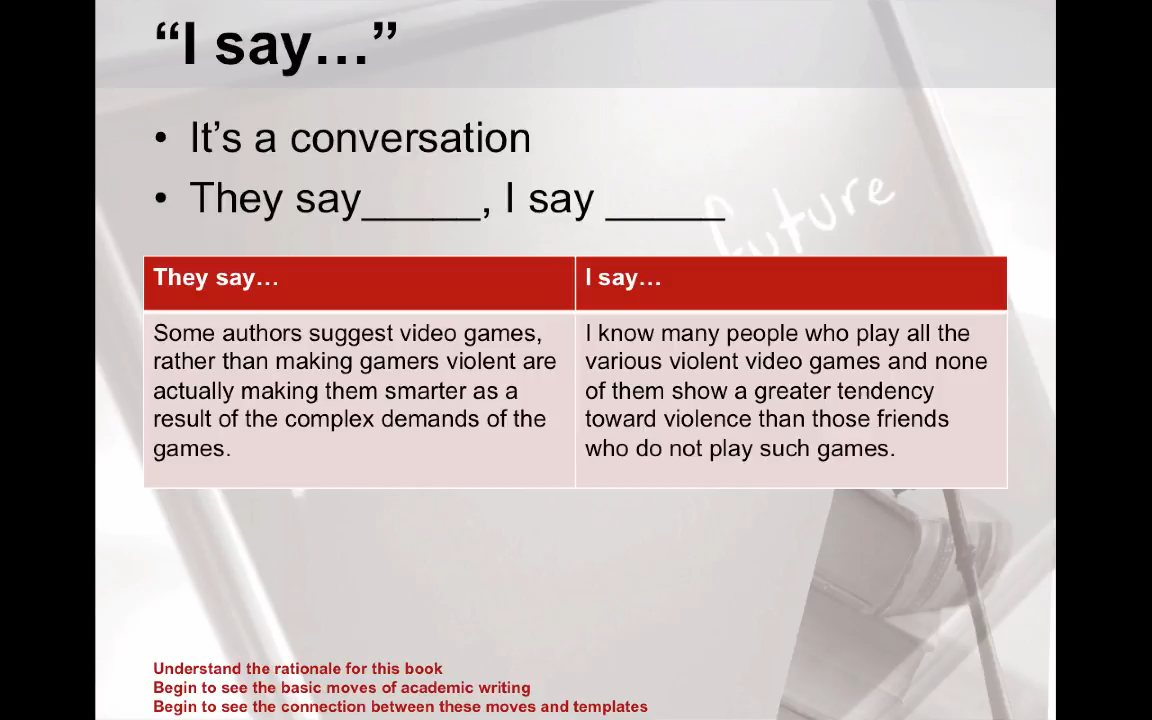 “I say…”
• It’s a conversation
• They say_____, I say _____
future
They say…
I say…
Some authors suggest video games,
rather than making gamers violent are
actually making them smarter as a
result of the complex demands of the
games.
I know many people who play all the
various violent video games and none
of them show a greater tendency
toward violence than those friends
who do not play such games.
Understand the rationale for this book
Begin to see the basic moves of academic writing
Begin to see the connection between these moves and templates